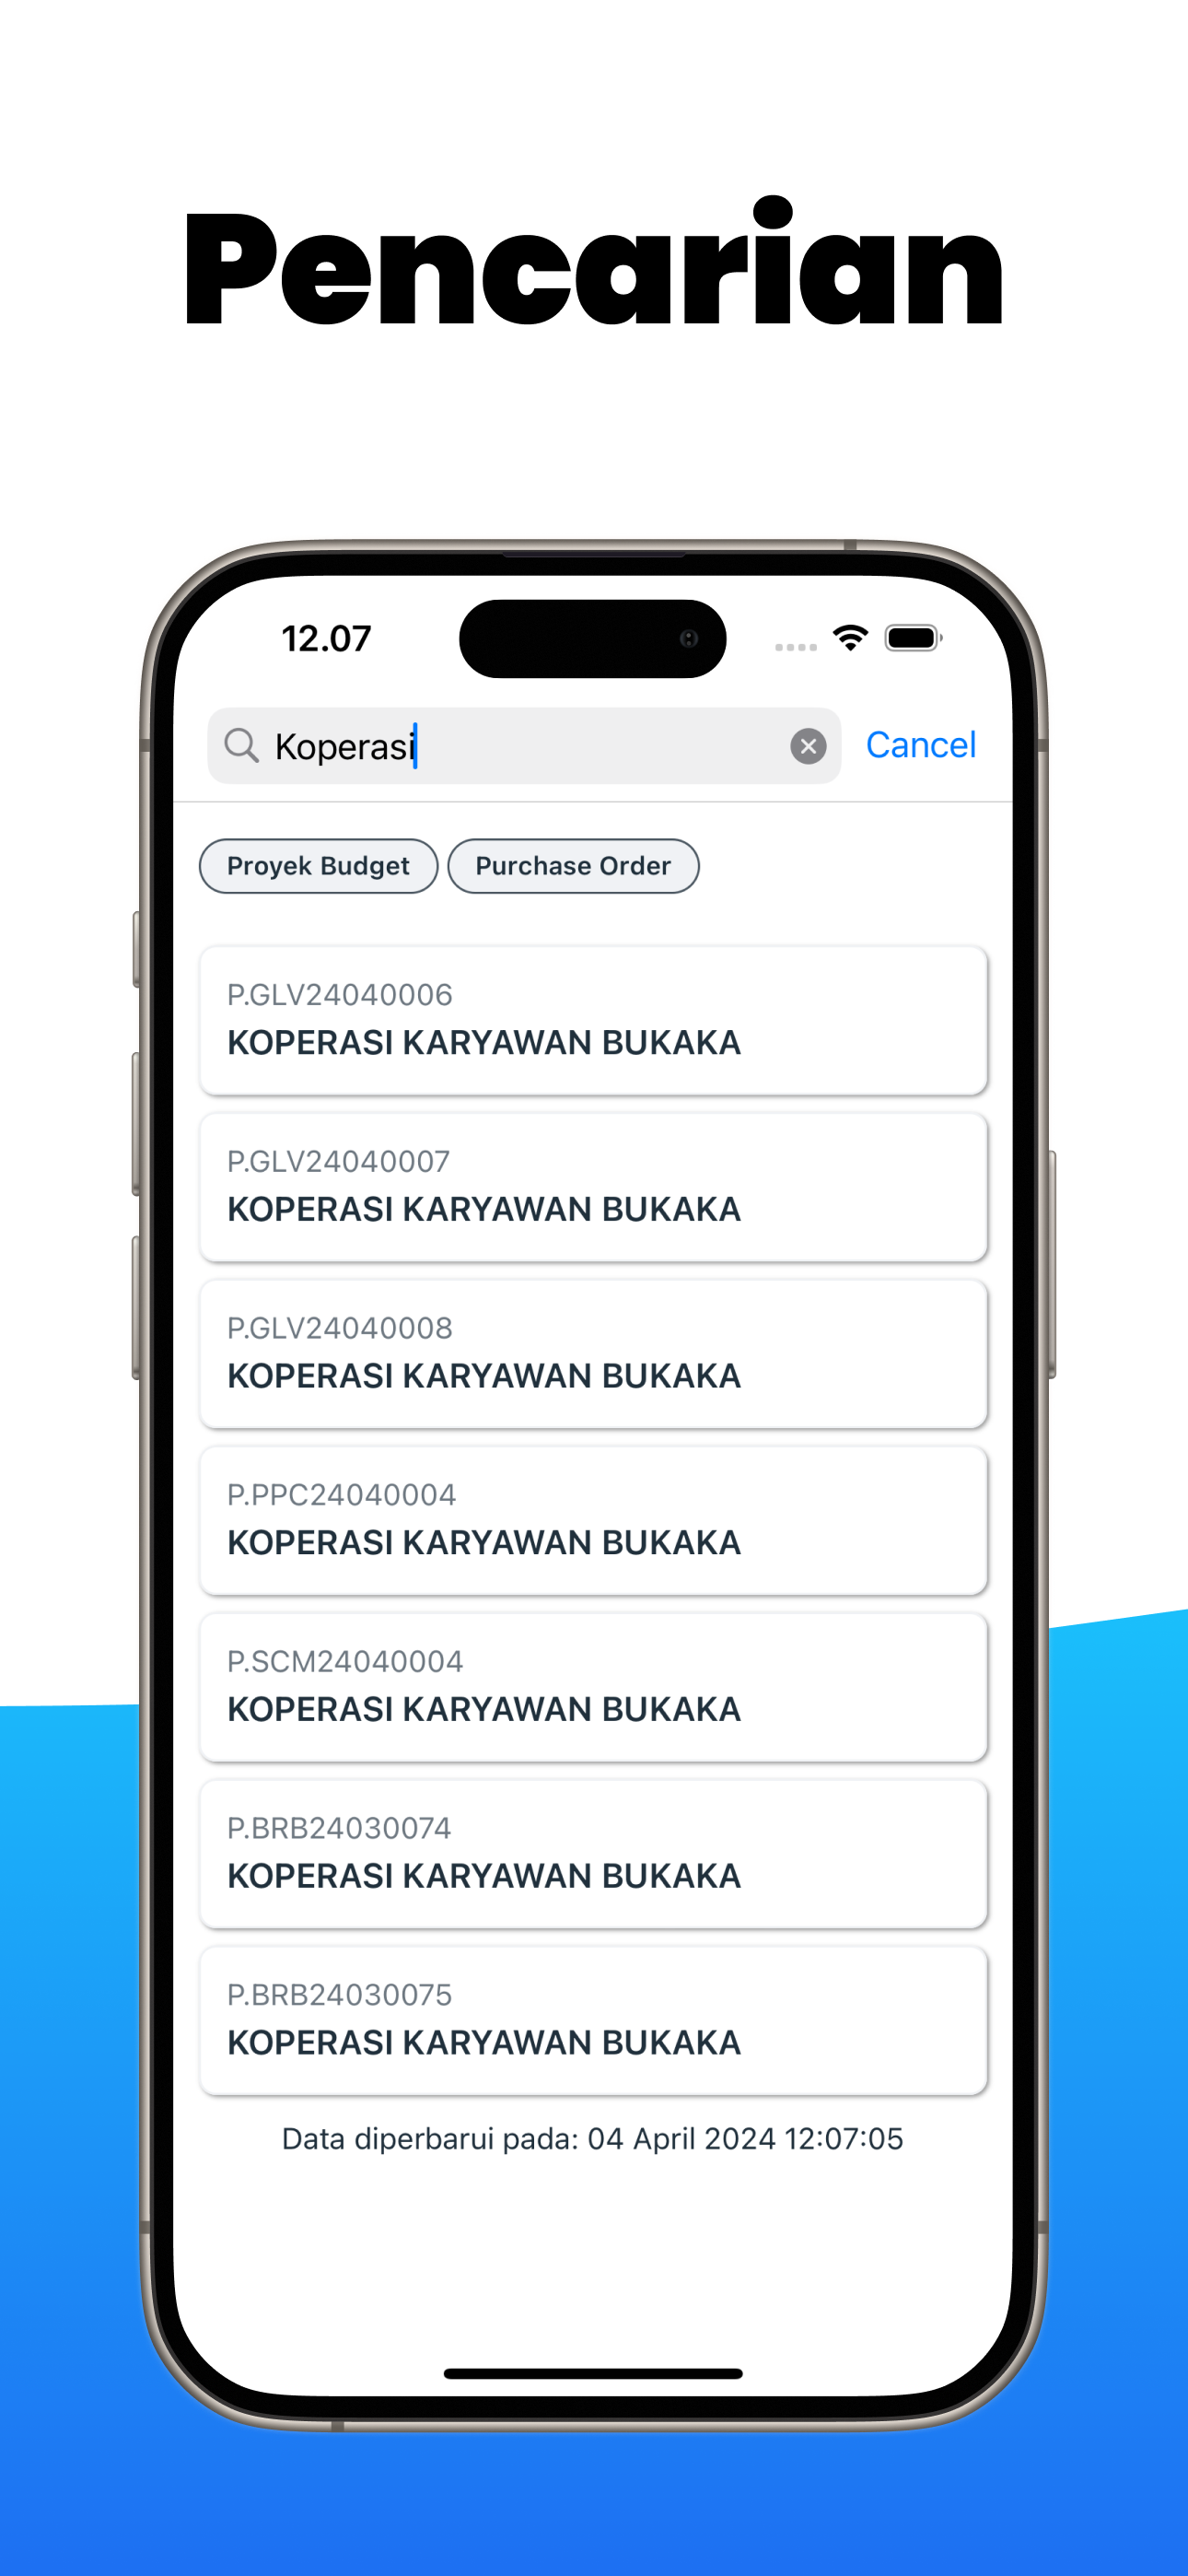 Pencarian
12.07
Koperasi
Cancel
Proyek Budget
Purchase Order
P.GLV24040006
KOPERASI KARYAWAN BUKAKA
P.GLV24040007
KOPERASI KARYAWAN BUKAKA
P.GLV24040008
KOPERASI KARYAWAN BUKAKA
P.PPC24040004
KOPERASI KARYAWAN BUKAKA
P.SCM24040004
KOPERASI KARYAWAN BUKAKA
P.BRB24030074
KOPERASI KARYAWAN BUKAKA
P.BRB24030075
KOPERASI KARYAWAN BUKAKA
Data diperbarui pada: 04 April 2024 12:07:05